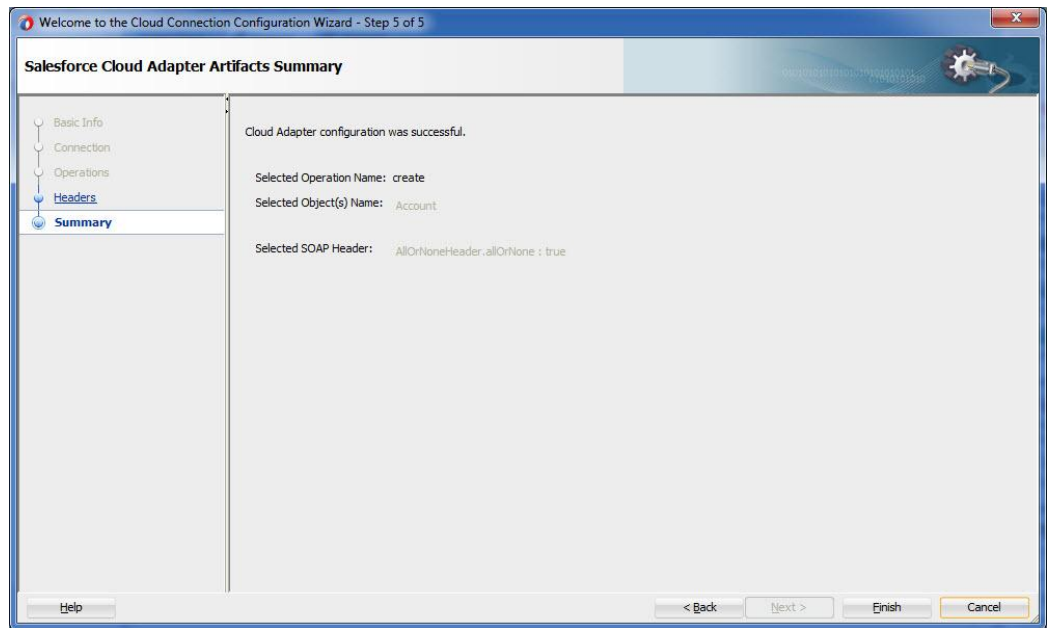 Welcome to the Cloud Connection Configuration Wizard - Step 5 of 5
Salesforce Cloud Adapter Artifacts Summary
Basic Info
Connection
Operations
Headers
Summary
Cloud Adapter configuration was successful.
Selected Operation Name: create
Selected Object(s) Name: Account
Selected SOAP Header: AllOrNoneHeader.allOrNone : true
Help
< Back
Next >
Finish
Cancel